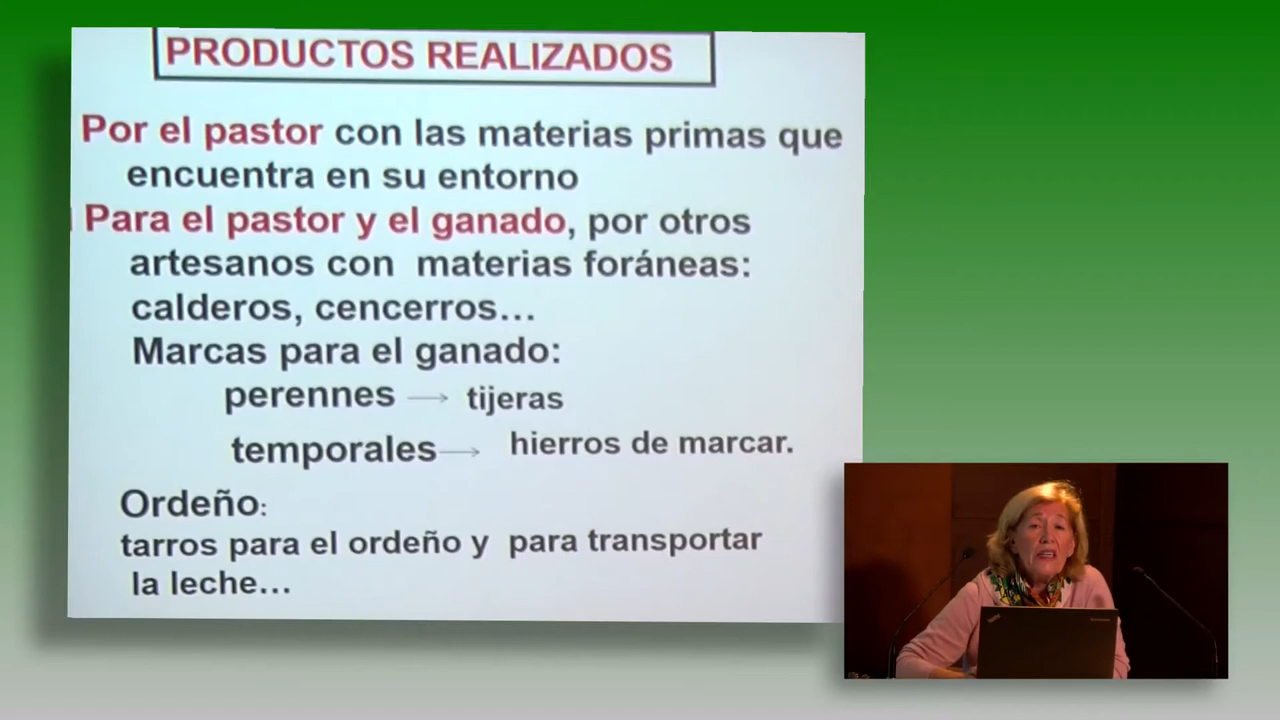 PRODUCTOS REALIZADOS
Por el pastor con las materias primas que
encuentra en su entorno
Para el pastor y el ganado, por otros
artesanos con materias foráneas:
calderos, cencerros...
Marcas para el ganado:
perennes → tijeras
temporales → hierros de marcar.
Ordeño:
tarros para el ordeño y para transportar
la leche...